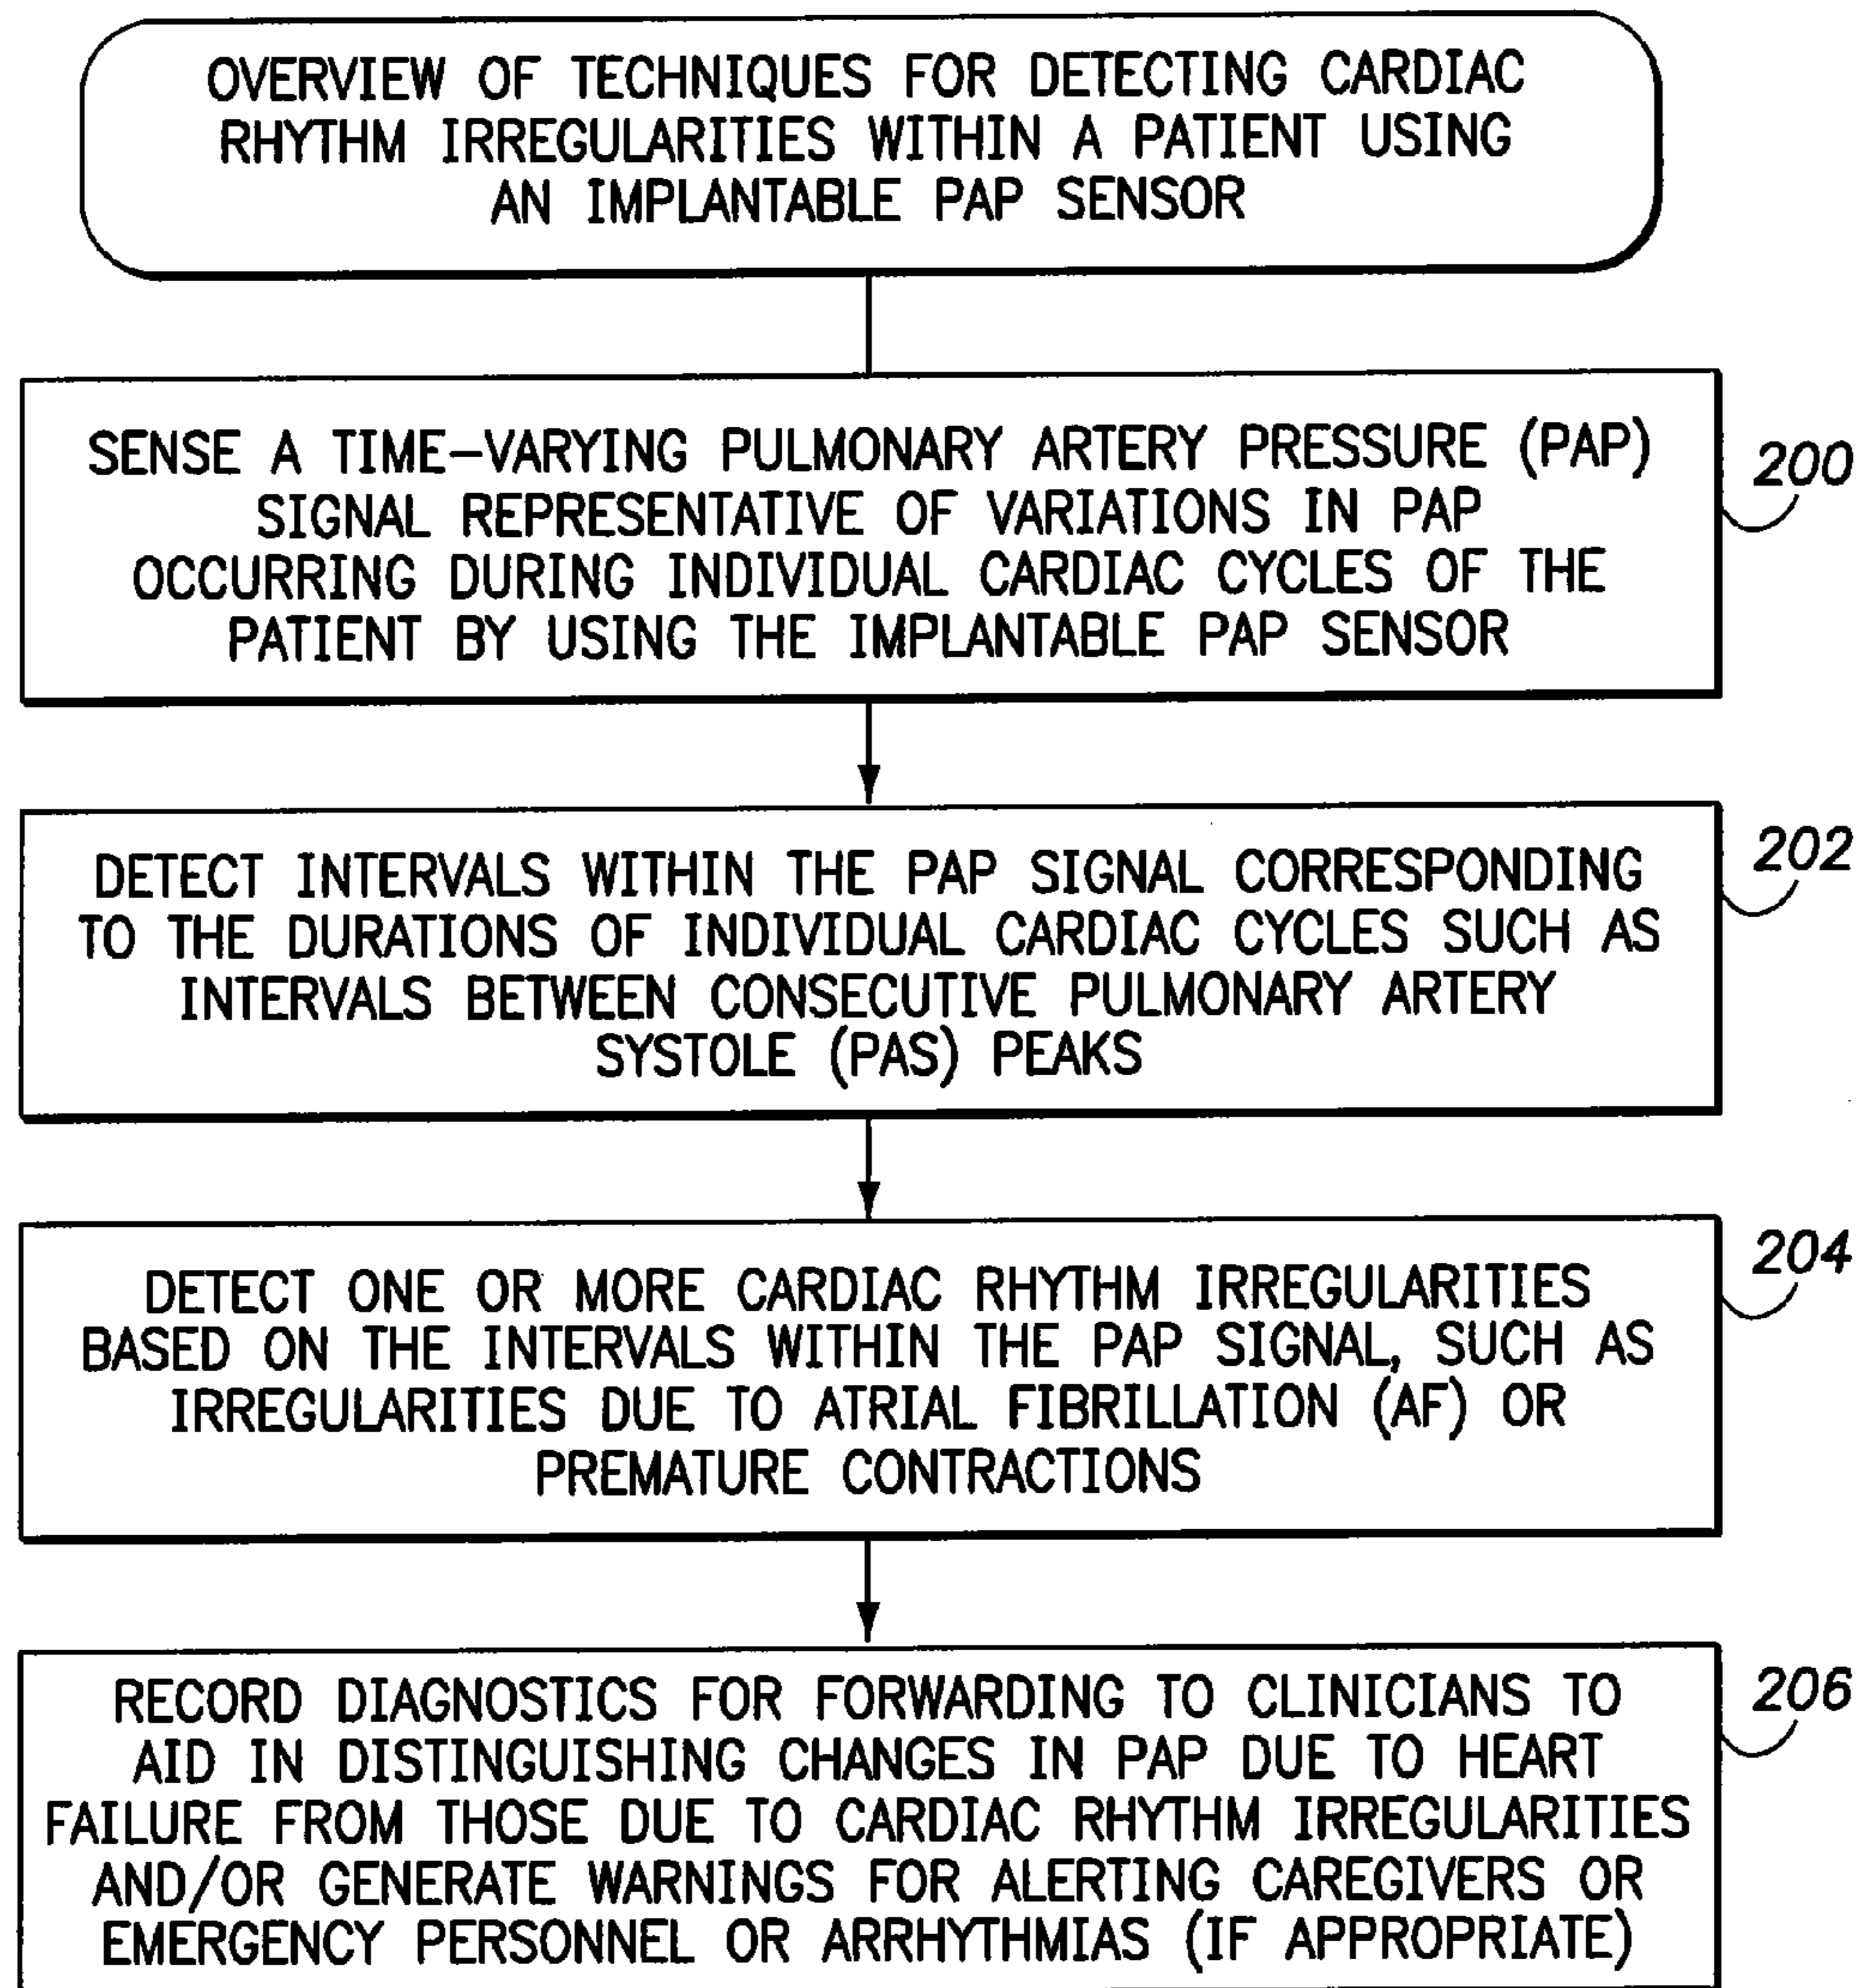 OVERVIEW OF TECHNIQUES FOR DETECTING CARDIAC
RHYTHM IRREGULARITIES WITHIN A PATIENT USING
AN IMPLANTABLE PAP SENSOR
SENSE A TIME-VARYING PULMONARY ARTERY PRESSURE (PAP)
SIGNAL REPRESENTATIVE OF VARIATIONS IN PAP
OCCURRING DURING INDIVIDUAL CARDIAC CYCLES OF THE
PATIENT BY USING THE IMPLANTABLE PAP SENSOR
200
DETECT INTERVALS WITHIN THE PAP SIGNAL CORRESPONDING
TO THE DURATIONS OF INDIVIDUAL CARDIAC CYCLES SUCH AS
INTERVALS BETWEEN CONSECUTIVE PULMONARY ARTERY
SYSTOLE (PAS) PEAKS
202
DETECT ONE OR MORE CARDIAC RHYTHM IRREGULARITIES
BASED ON THE INTERVALS WITHIN THE PAP SIGNAL, SUCH AS
IRREGULARITIES DUE TO ATRIAL FIBRILLATION (AF) OR
PREMATURE CONTRACTIONS
204
RECORD DIAGNOSTICS FOR FORWARDING TO CLINICIANS TO
AID IN DISTINGUISHING CHANGES IN PAP DUE TO HEART
FAILURE FROM THOSE DUE TO CARDIAC RHYTHM IRREGULARITIES
AND/OR GENERATE WARNINGS FOR ALERTING CAREGIVERS OR
EMERGENCY PERSONNEL OR ARRHYTHMIAS (IF APPROPRIATE)
206